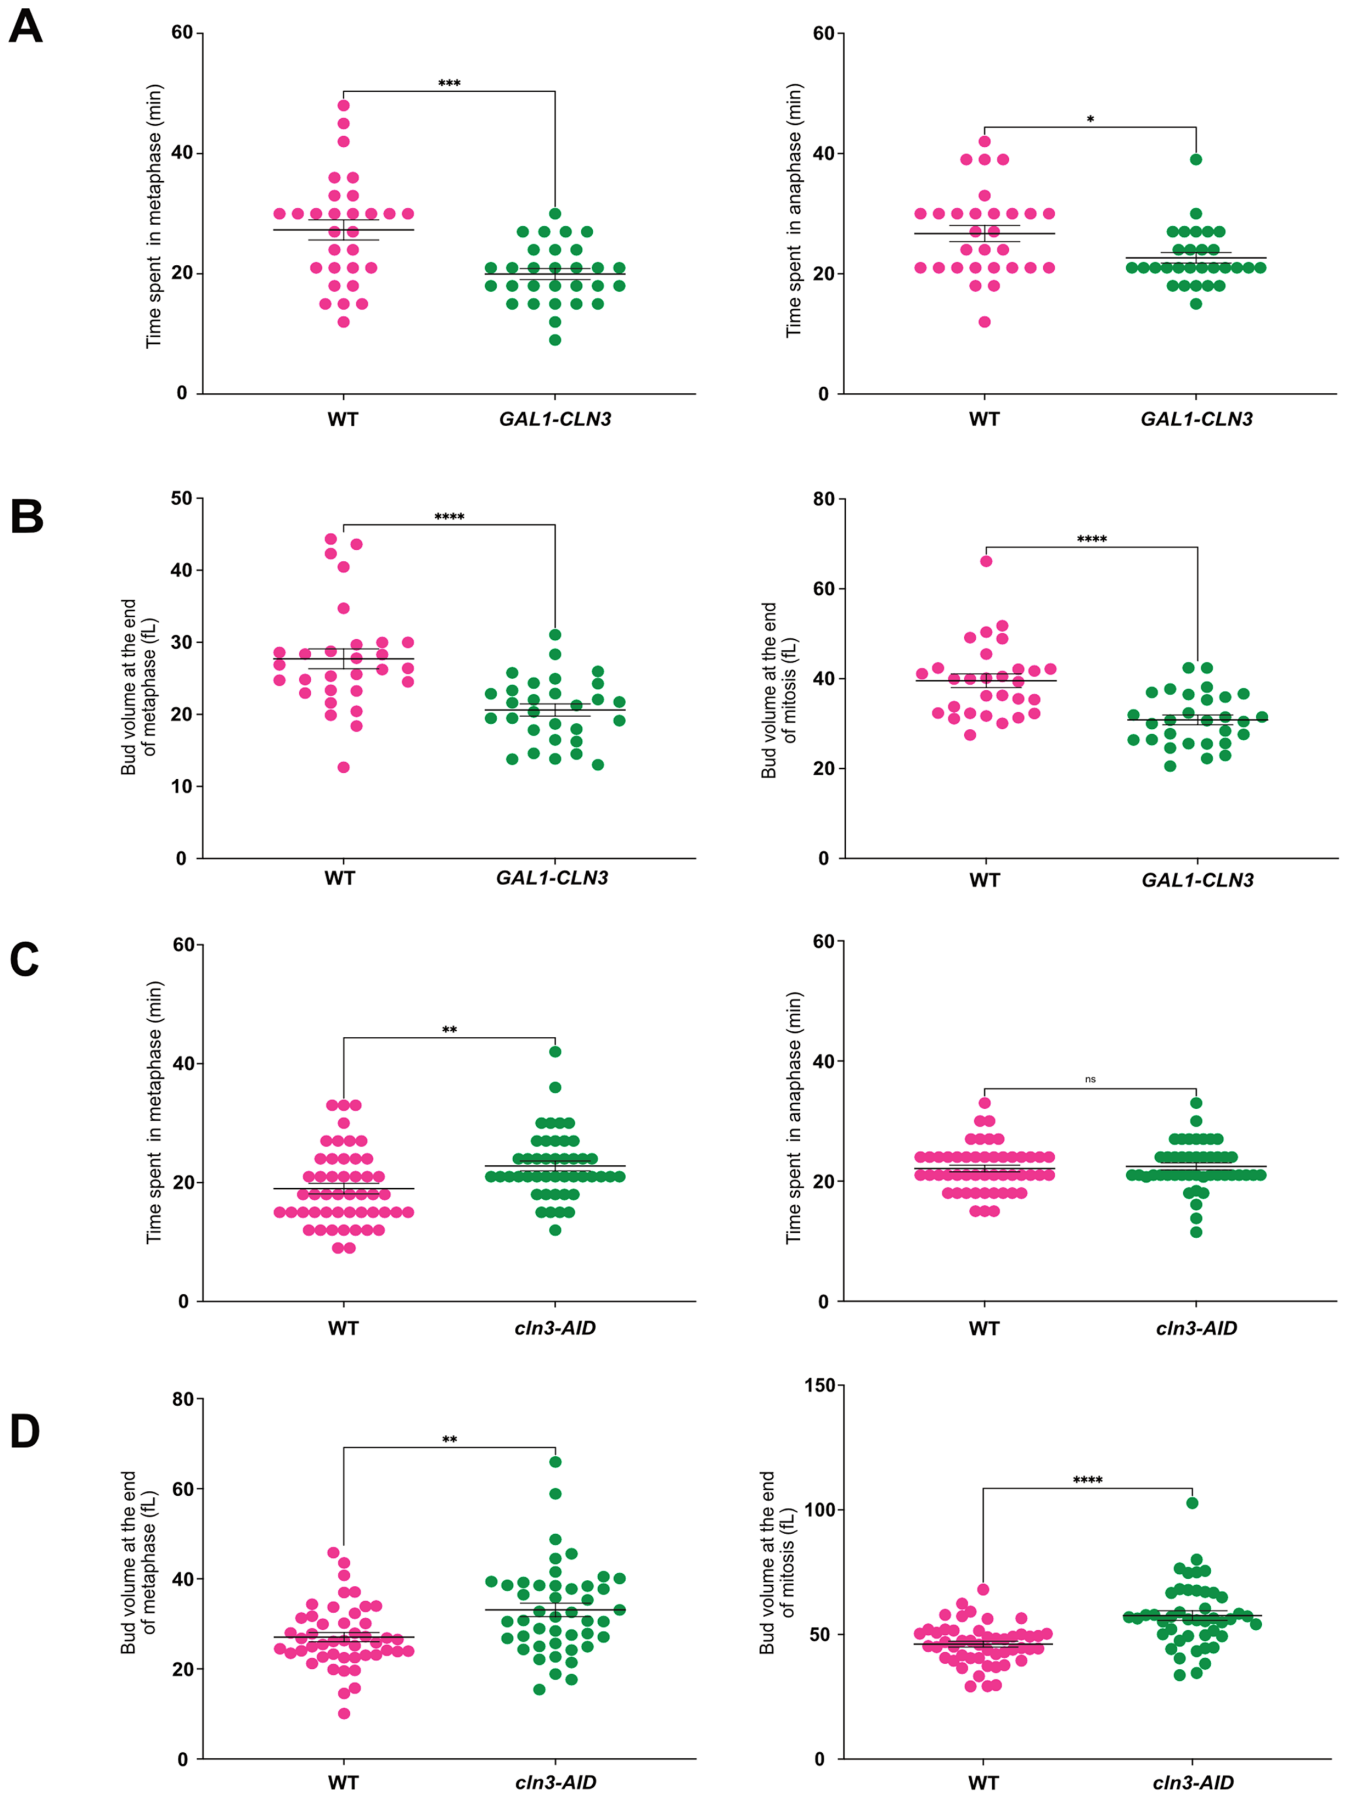 A
Time spent in metaphase (min)
60
40
20
0
***
WT
GAL1-CLN3
Time spent in anaphase (min)
60
40
20
0
*
WT
GAL1-CLN3
B
Bud volume at the end
of metaphase (fL)
50
40
30
20
10
0
****
WT
GAL1-CLN3
Bud volume at the end
of mitosis (fL)
80
60
40
20
0
****
WT
GAL1-CLN3
C
Time spent in metaphase (min)
60
40
20
0
**
WT
cln3-AID
Time spent in anaphase (min)
60
40
20
0
ns
WT
cln3-AID
D
Bud volume at the end
of metaphase (fL)
80
60
40
20
0
**
WT
cln3-AID
Bud volume at the end
of mitosis (fL)
150
100
50
0
****
WT
cln3-AID